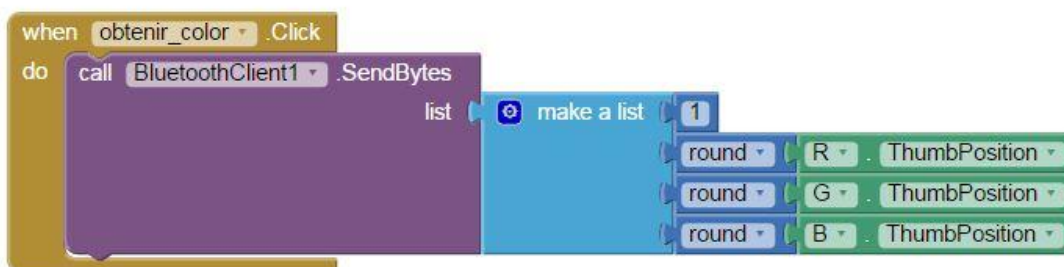 when obtenir_color .Click
do call BluetoothClient1 .SendBytes
list make a list 1
round R . ThumbPosition
round G . ThumbPosition
round B . ThumbPosition